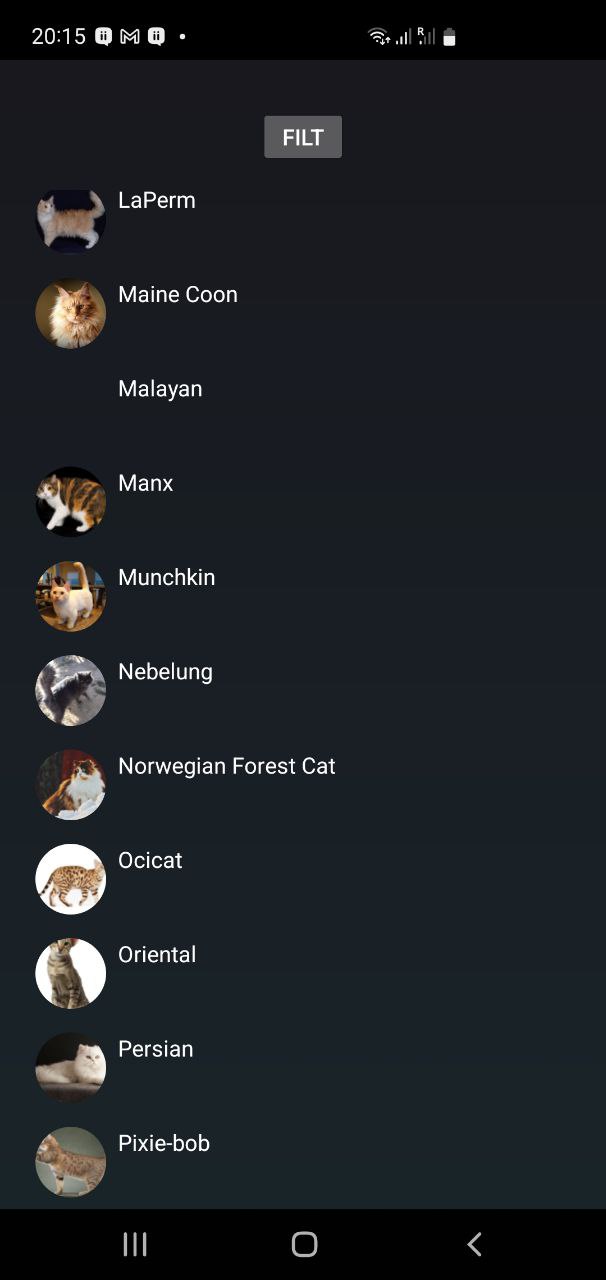 20:15
R
FILT
LaPerm
Maine Coon
Malayan
Manx
Munchkin
Nebelung
Norwegian Forest Cat
Ocicat
Oriental
Persian
Pixie-bob